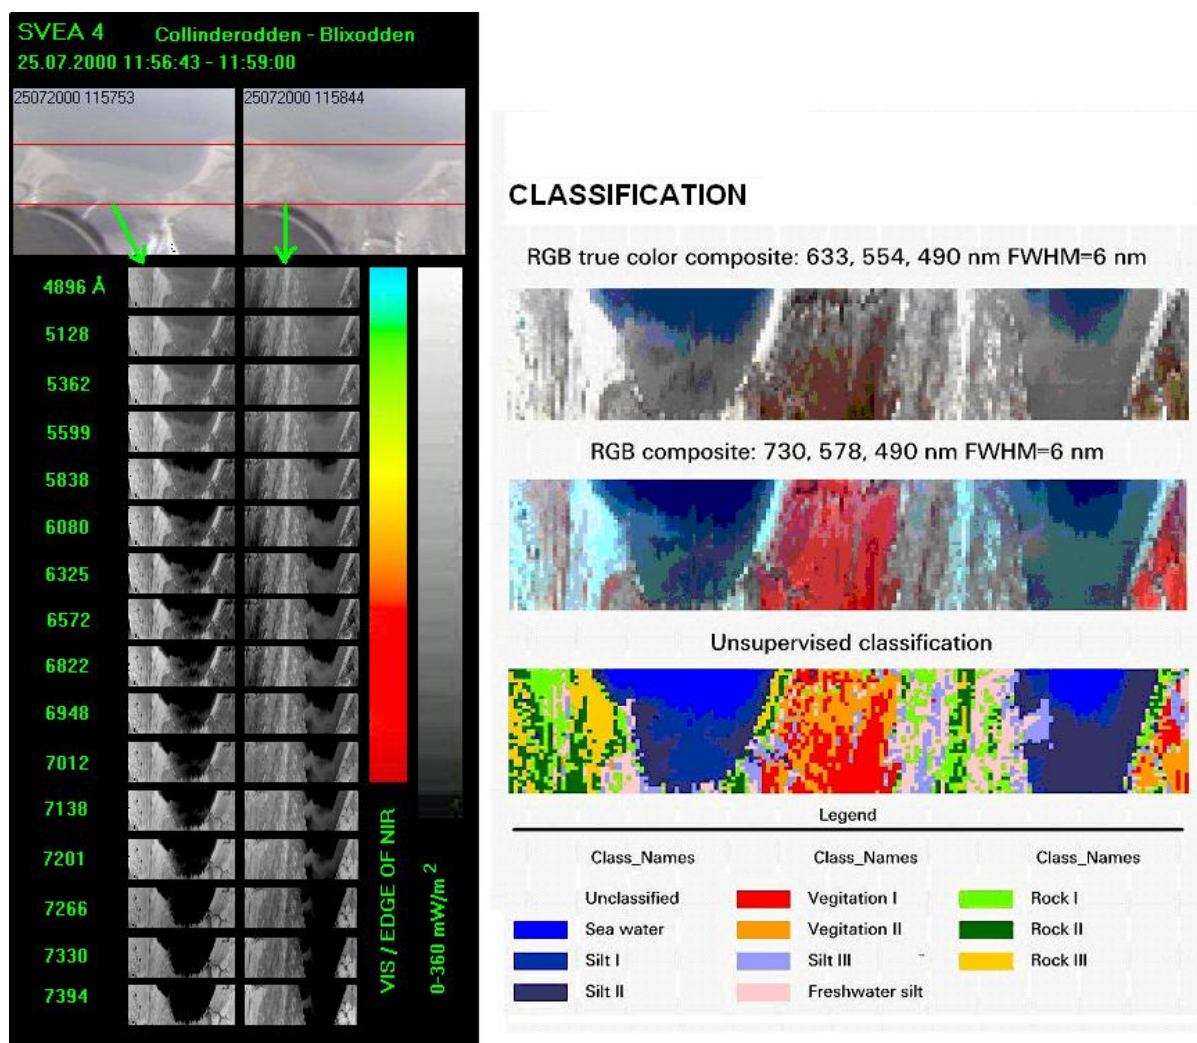 SVEA 4 Collinderodden - Blixodden
25.07.2000 11:56:43 - 11:59:00
25072000 115753
25072000 115844
4896 Å
5128
5362
5599
5838
6080
6325
6572
6822
6948
7012
7138
7201
7266
7330
7394
VIS / EDGE OF NIR
0-360 mW/m²
CLASSIFICATION
RGB true color composite: 633, 554, 490 nm FWHM=6 nm
RGB composite: 730, 578, 490 nm FWHM=6 nm
Unsupervised classification
Legend
Class_Names Class_Names Class_Names
Unclassified Vegitation I Rock I
Sea water Vegitation II Rock II
Silt I Silt III Rock III
Silt II Freshwater silt